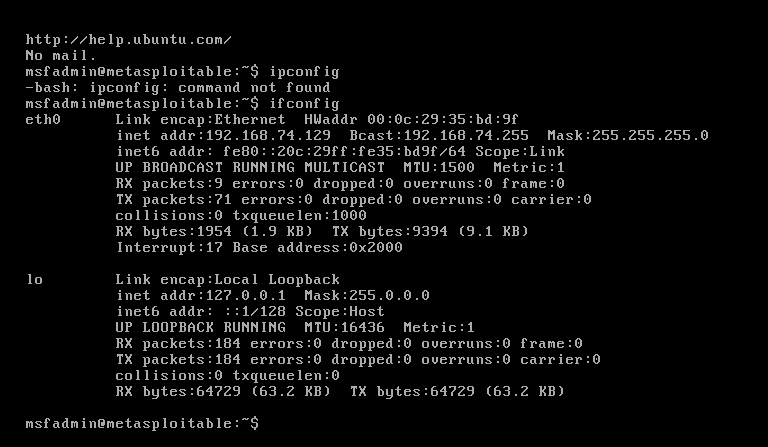 http://help.ubuntu.com/
No mail.
msfadmin@metasploitable:~$ ipconfig
-bash: ipconfig: command not found
msfadmin@metasploitable:~$ ifconfig
eth0      Link encap:Ethernet  HWaddr 00:0c:29:35:bd:9f
          inet addr:192.168.74.129  Bcast:192.168.74.255  Mask:255.255.255.0
          inet6 addr: fe80::20c:29ff:fe35:bd9f/64 Scope:Link
          UP BROADCAST RUNNING MULTICAST  MTU:1500  Metric:1
          RX packets:9 errors:0 dropped:0 overruns:0 frame:0
          TX packets:71 errors:0 dropped:0 overruns:0 carrier:0
          collisions:0 txqueuelen:1000
          RX bytes:1954 (1.9 KB)  TX bytes:9394 (9.1 KB)
          Interrupt:17 Base address:0x2000

lo        Link encap:Local Loopback
          inet addr:127.0.0.1  Mask:255.0.0.0
          inet6 addr: ::1/128 Scope:Host
          UP LOOPBACK RUNNING  MTU:16436  Metric:1
          RX packets:184 errors:0 dropped:0 overruns:0 frame:0
          TX packets:184 errors:0 dropped:0 overruns:0 carrier:0
          collisions:0 txqueuelen:0
          RX bytes:64729 (63.2 KB)  TX bytes:64729 (63.2 KB)

msfadmin@metasploitable:~$